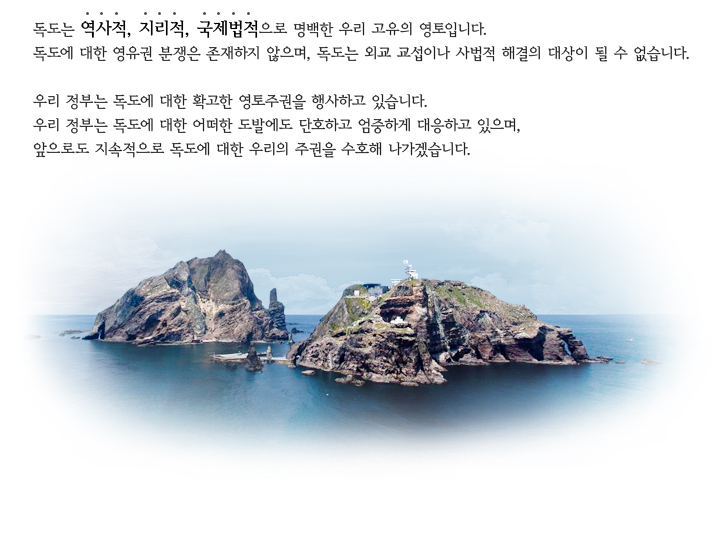 독도는 역사적, 지리적, 국제법적으로 명백한 우리 고유의 영토입니다.
독도에 대한 영유권 분쟁은 존재하지 않으며, 독도는 외교 교섭이나 사법적 해결의 대상이 될 수 없습니다.
우리 정부는 독도에 대한 확고한 영토주권을 행사하고 있습니다.
우리 정부는 독도에 대한 어떠한 도발에도 단호하고 엄중하게 대응하고 있으며,
앞으로도 지속적으로 독도에 대한 우리의 주권을 수호해 나가겠습니다.